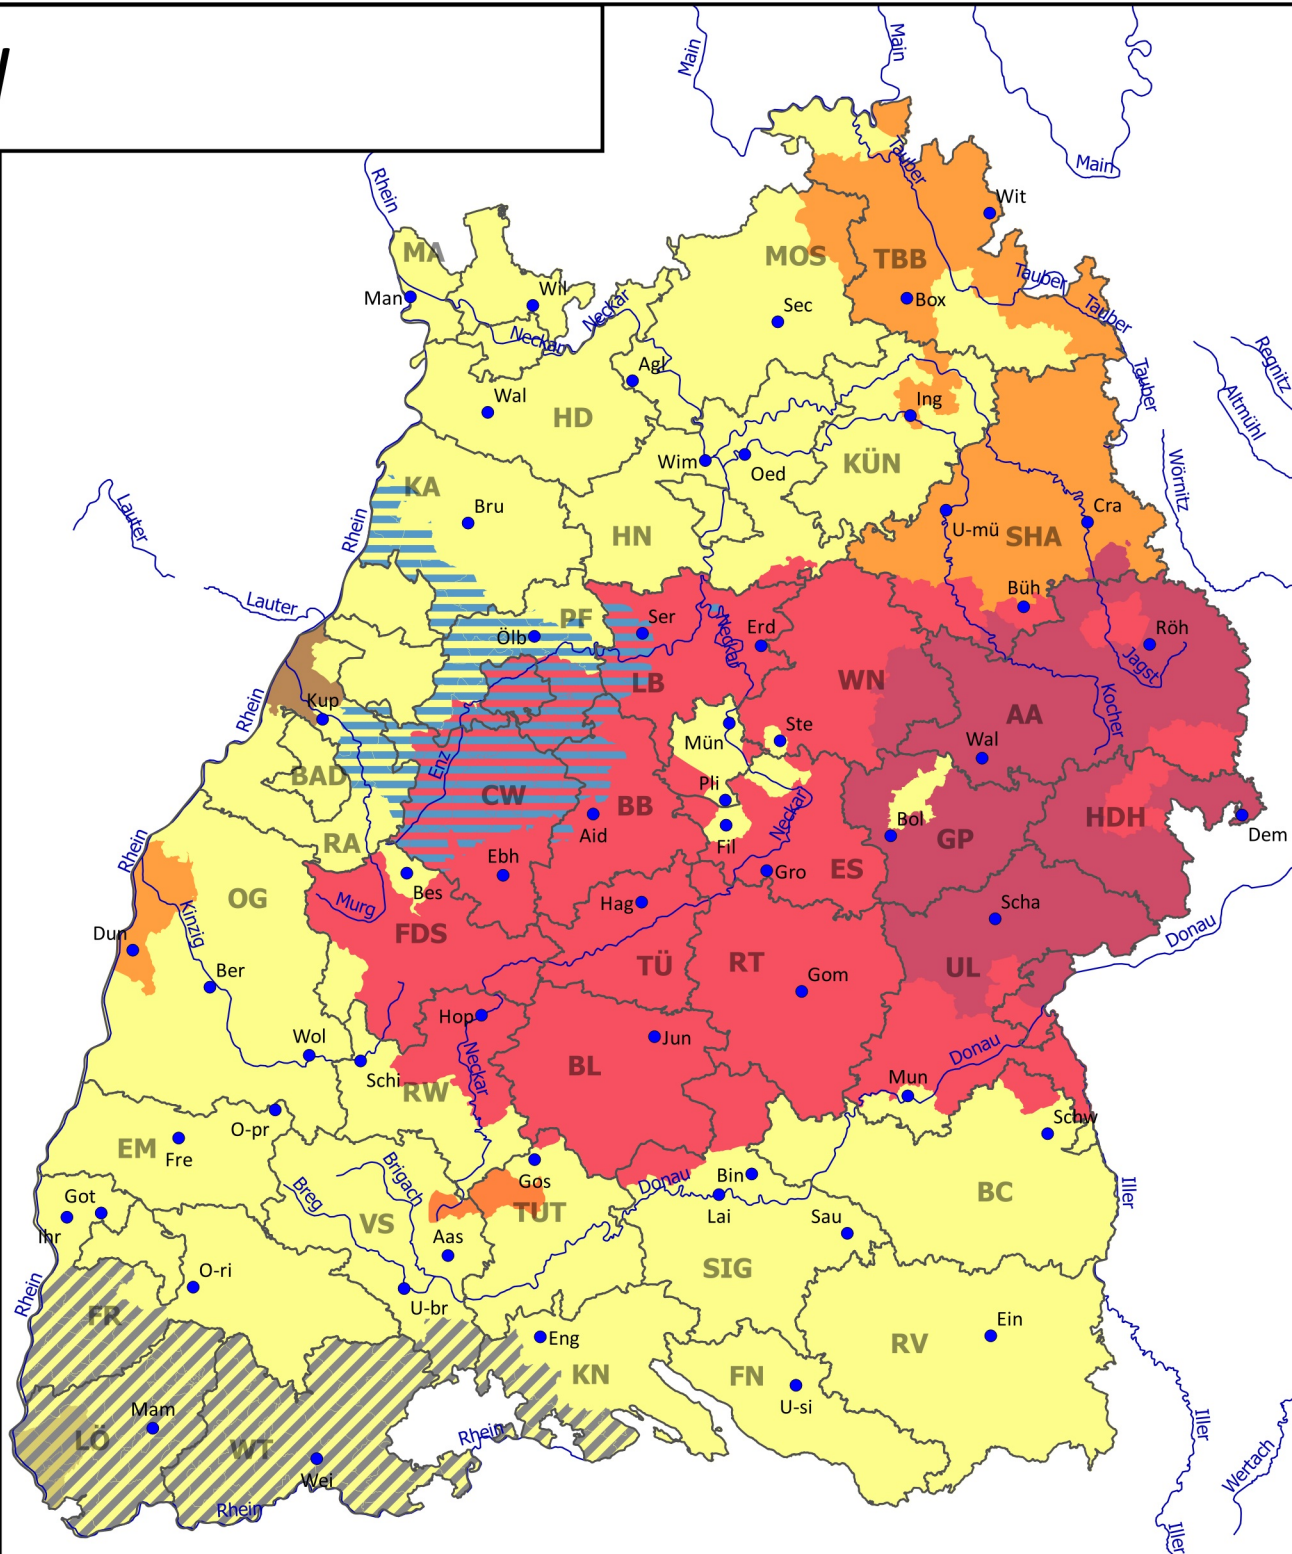 Main
Main
Main
Tauber
Rhein
Wit
MA
MOS
TBB
Wil
Man
Tauber
Box
Neckar
Sec
Tauber
Neckar
Regnitz
Agl
Tauber
Wal
HD
Ing
Altmühl
Wim
Oed
KÜN
Wörnitz
KA
Bru
Lauter
Rhein
HN
Cra
U-mü
SHA
Lauter
Büh
PF
Ölb
Ser
Erd
Röh
Neckar
Jagst
LB
WN
Kup
Rhein
Kocher
AA
Ste
Wal
Mün
Enz
BAD
Pli
CW
BB
Neckar
Bol
HDH
Aid
Dem
RA
Fil
GP
Rhein
Ebh
Gro
ES
Bes
OG
Murg
Hag
Scha
Kinzig
FDS
Dun
Donau
TÜ
RT
UL
Ber
Gom
Hop
Wol
Jun
Donau
Neckar
BL
Schi
Mun
RW
Schw
O-pr
EM
Fre
Brigach
Gos
Donau
Bin
Iller
Breg
BC
Got
TUT
Lai
Sau
VS
Ihr
Aas
O-ri
SIG
Rhein
U-br
FR
Ein
Eng
RV
KN
FN
U-si
Mam
Iller
Rhein
LÖ
WT
Wei
Wertach
Rhein
Iller